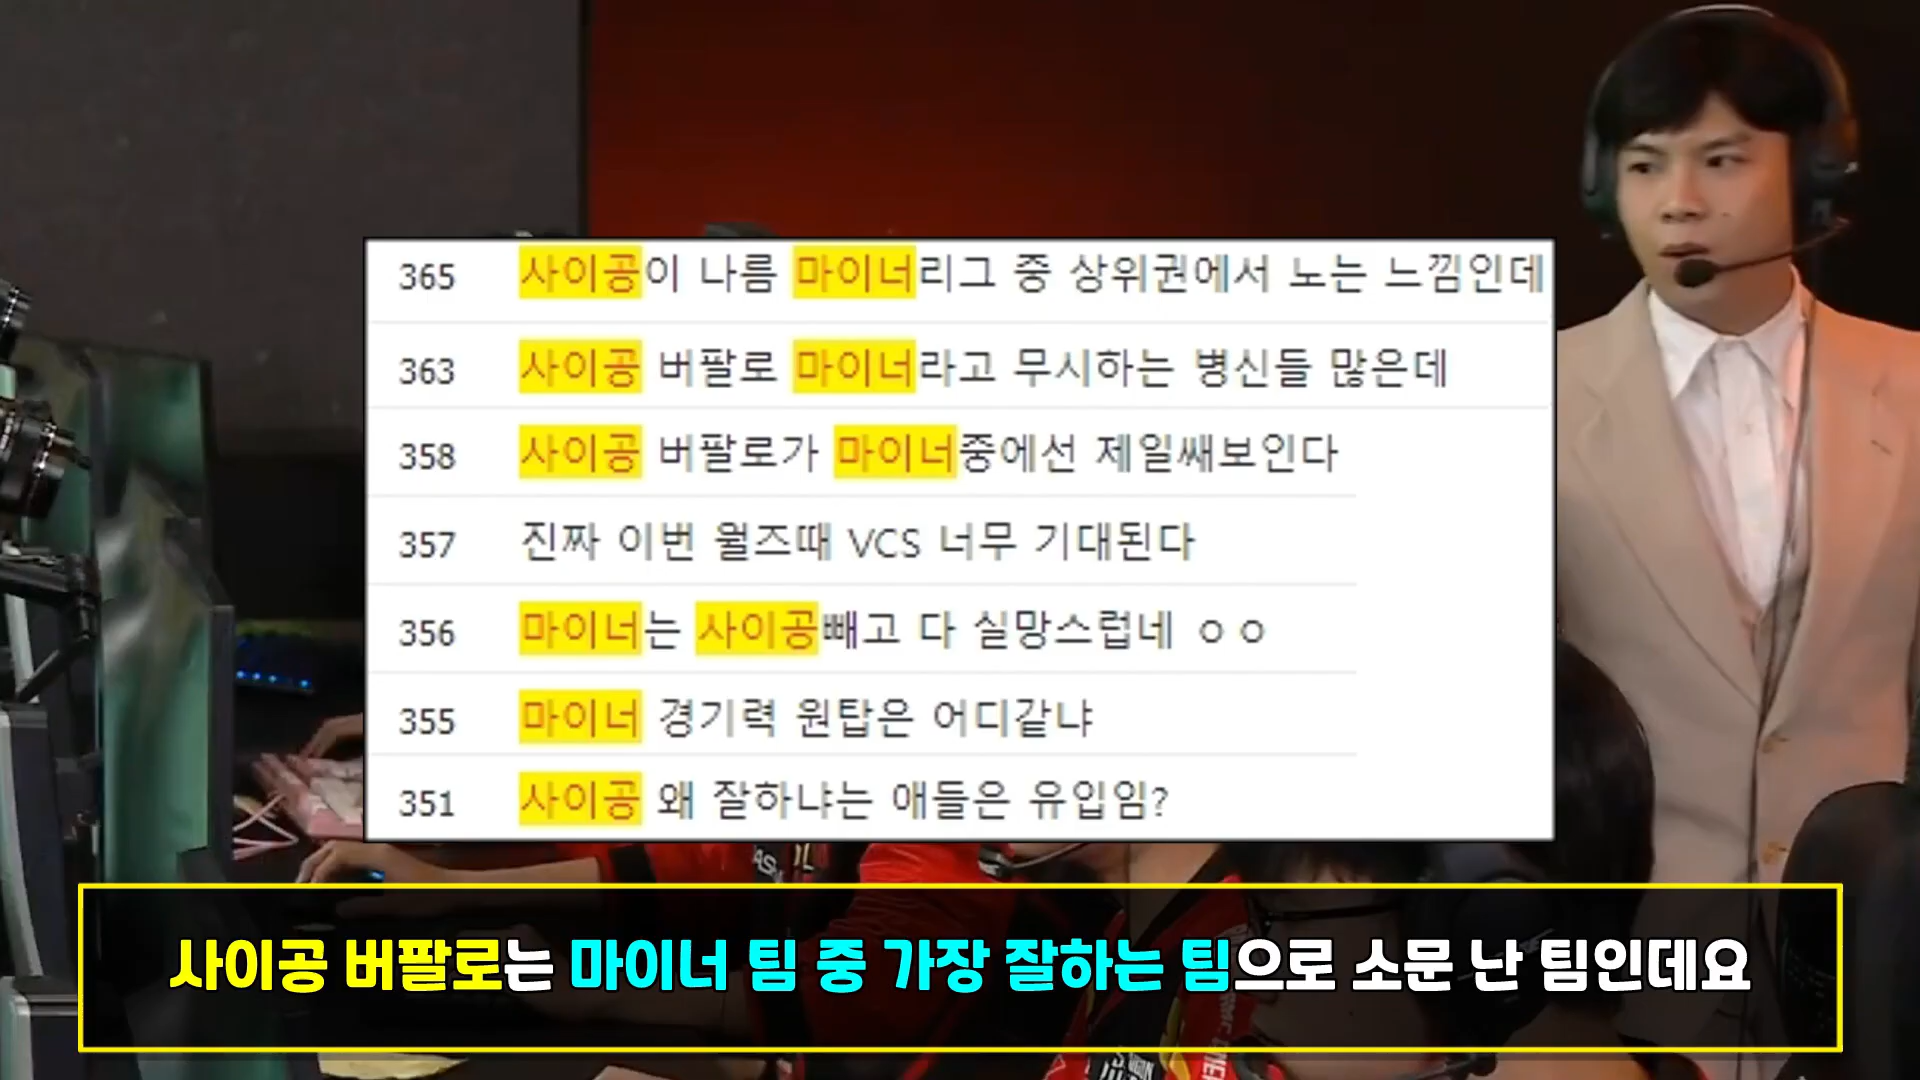 365 사이공이 나름 마이너리그 중 상위권에서 노는 느낌인데
363 사이공 버팔로 마이너라고 무시하는 병신들 많은데
358 사이공 버팔로가 마이너중에선 제일쌔보인다
357 진짜 이번 월즈때 VCS 너무 기대된다
356 마이너는 사이공빼고 다 실망스럽네 ㅇㅇ
355 마이너 경기력 원탑은 어디같냐
351 사이공 왜 잘하냐는 애들은 유입임?
사이공 버팔로는 마이너 팀 중 가장 잘하는 팀으로 소문 난 팀인데요